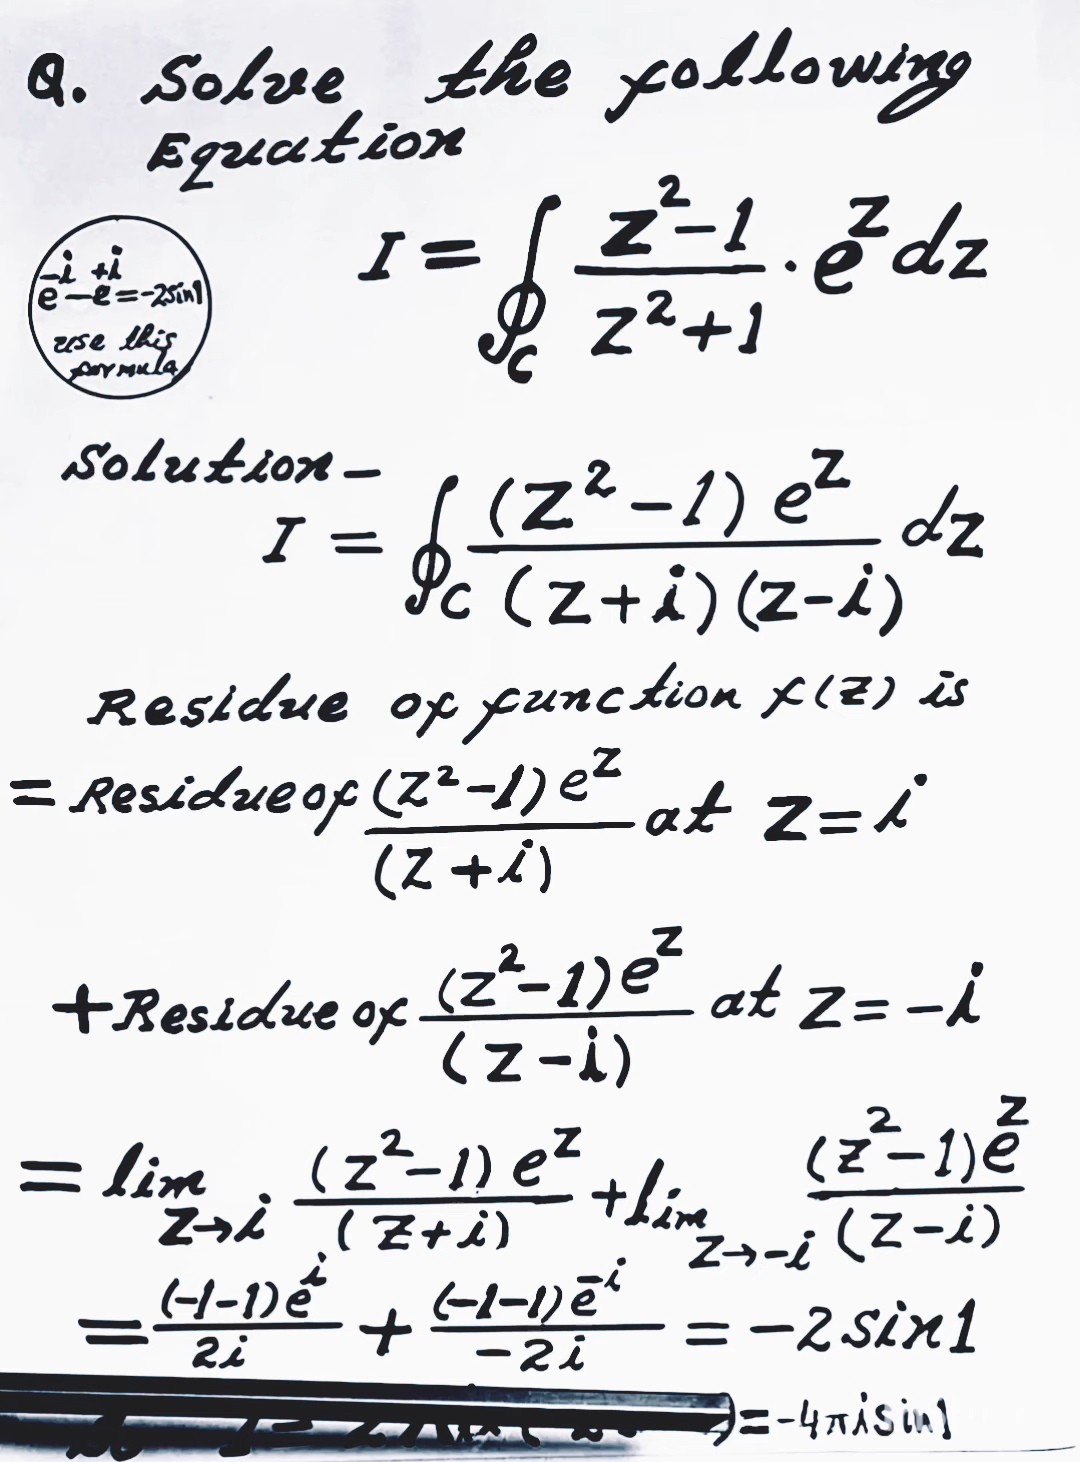 Q. Solve the following
Equation
I = ∮_C (z²-1)/(z²+1) · e^z dz
e^-i - e^+i = -2sin1
use this
formula
Solution -
I = ∮_C (z²-1) e^z / (z+i)(z-i) dz
Residue of function f(z) is
= Residue of (z²-1) e^z / (z+i) at z=i
+ Residue of (z²-1) e^z / (z-i) at z=-i
= lim z→i (z²-1) e^z / (z+i) + lim z→-i (z²-1) e^z / (z-i)
= (-1-1) e^i / 2i + (-1-1) e^-i / -2i = -2 sin1
) = -4πi sin1